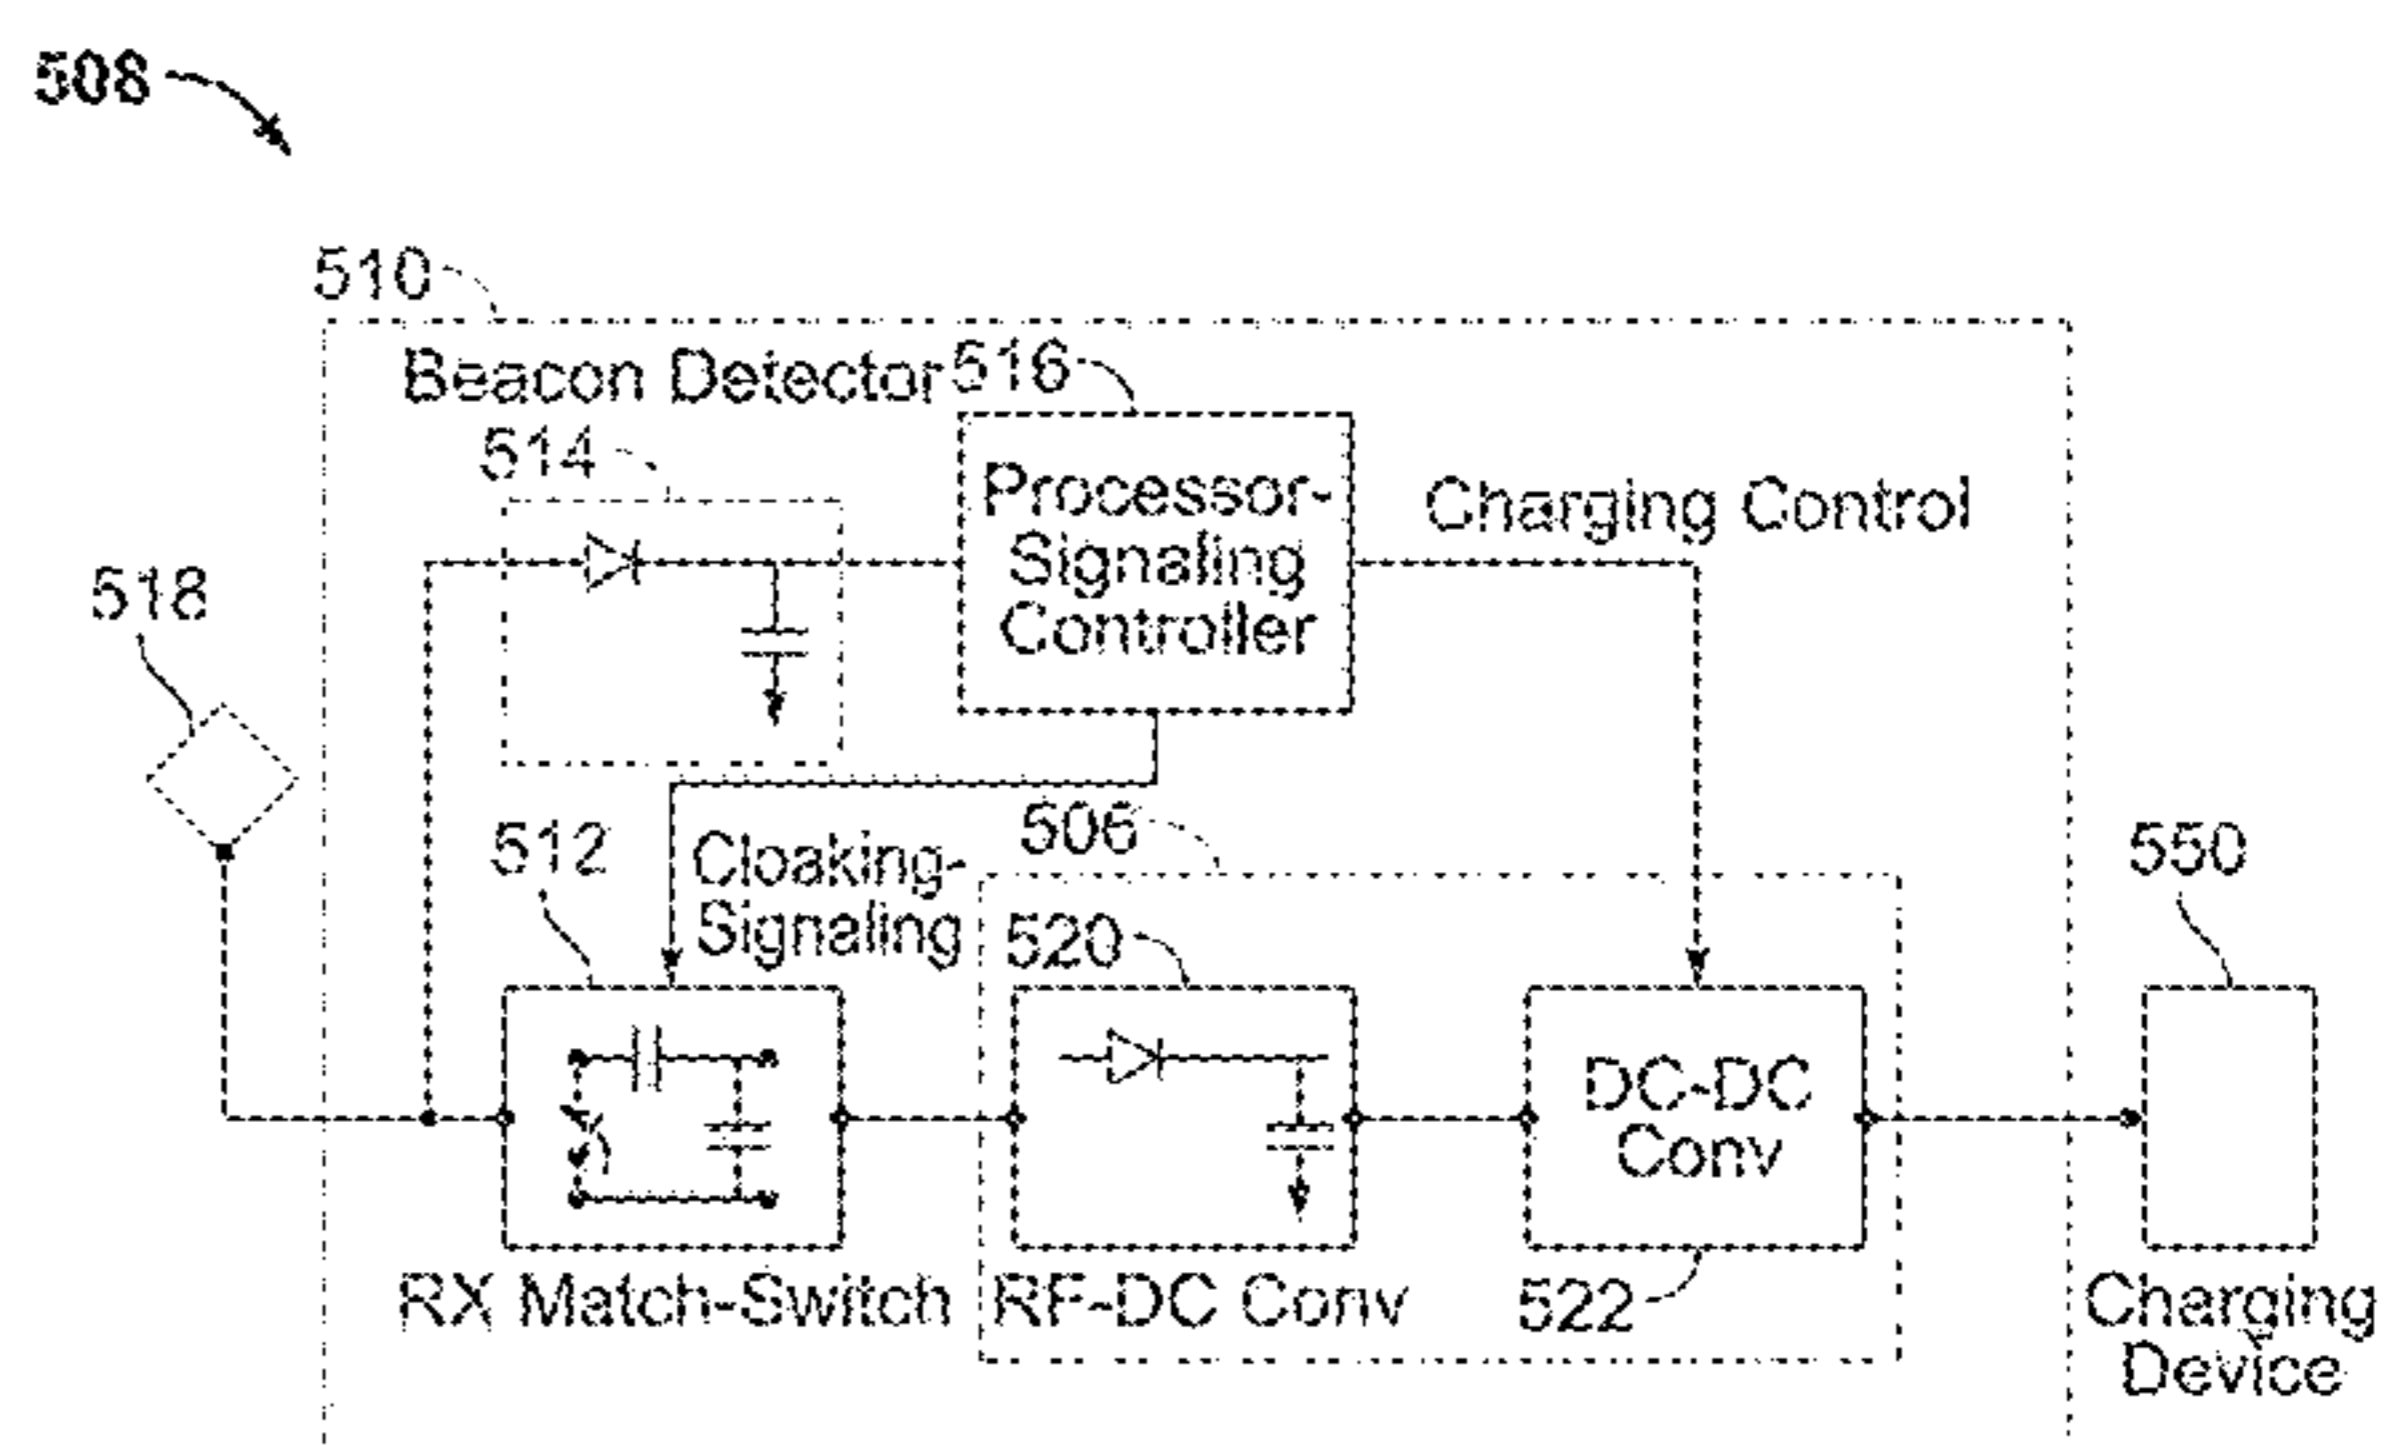 508
510
Beacon Detector
516
514
Processor-
Signaling
Controller
Charging Control
518
512
Cloaking-
Signaling
506
520
550
DC-DC
Conv
RX Match-Switch
RF-DC Conv
522
Charging
Device